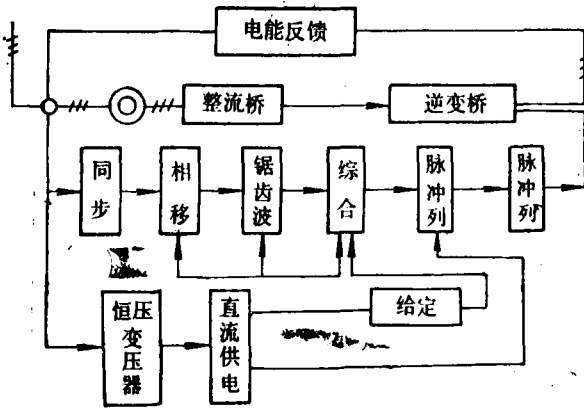 电能反馈
整流桥
逆变桥
同步
相移
锯齿波
综合
脉冲列
脉冲列
恒压变压器
直流供电
给定